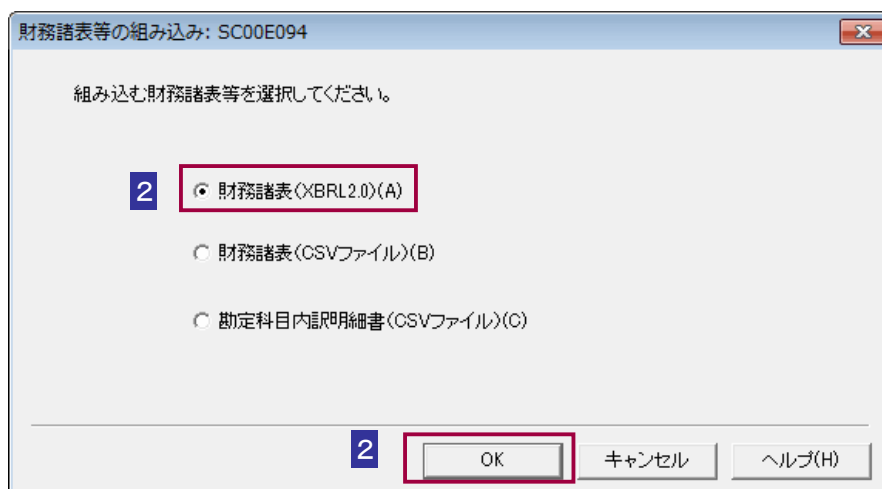 財務諸表等の組み込み: SC00E094
組み込む財務諸表等を選択してください。
2 財務諸表(XBRL2.0)(A)
財務諸表(CSVファイル)(B)
勘定科目内訳明細書(CSVファイル)(C)
2 OK キャンセル ヘルプ(H)